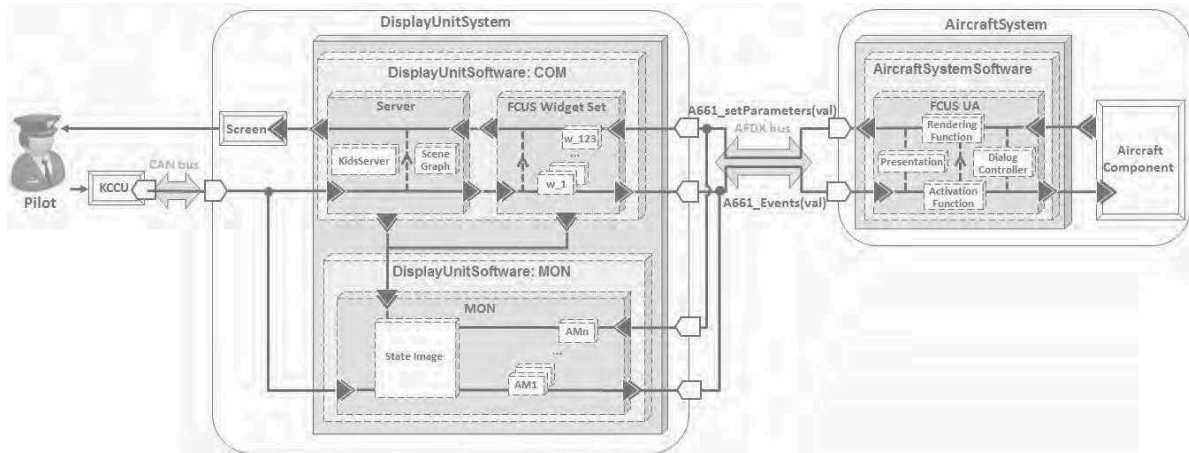 DisplayUnitSystem
AircraftSystem
DisplayUnitSoftware: COM
AircraftSystemSoftware
Server
FCUS Widget Set
A661_setParameters(val)
FCUS UA
Screen
w_123
AFDX bus
Rendering
Function
KidsServer
Scene
Graph
...
Presentation
Dialog
Controller
Aircraft
Component
CAN bus
KCCU
w_1
Activation
Function
Pilot
A661_Events(val)
DisplayUnitSoftware: MON
MON
State Image
AMn
...
AM1